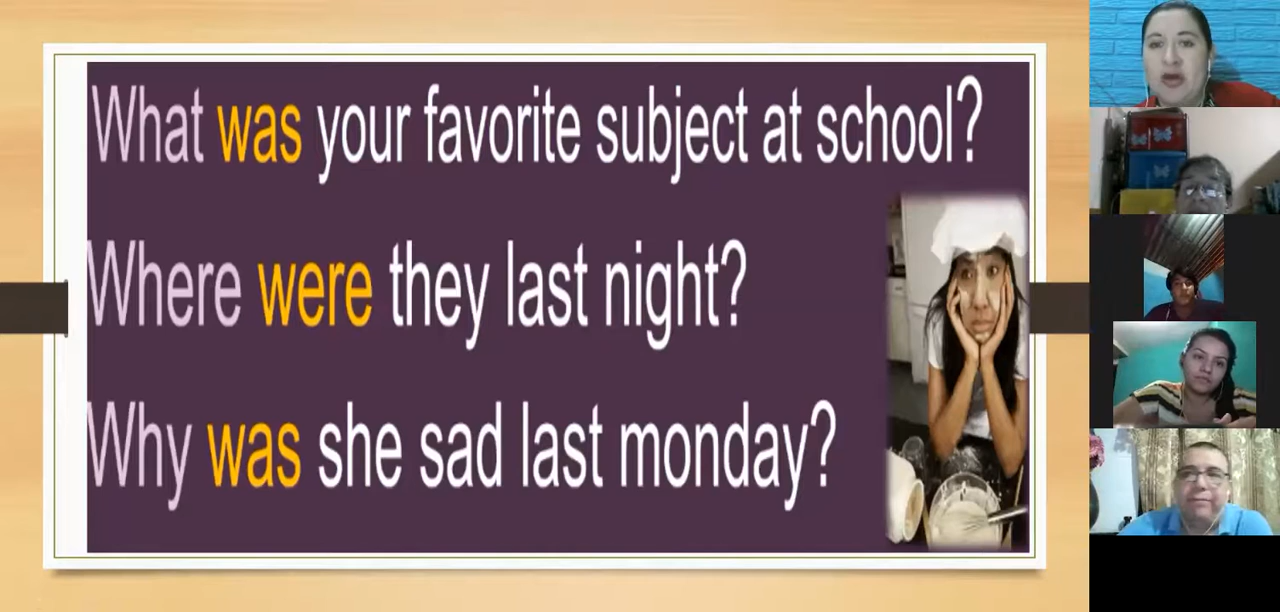 What was your favorite subject at school?
Where were they last night?
Why was she sad last monday?